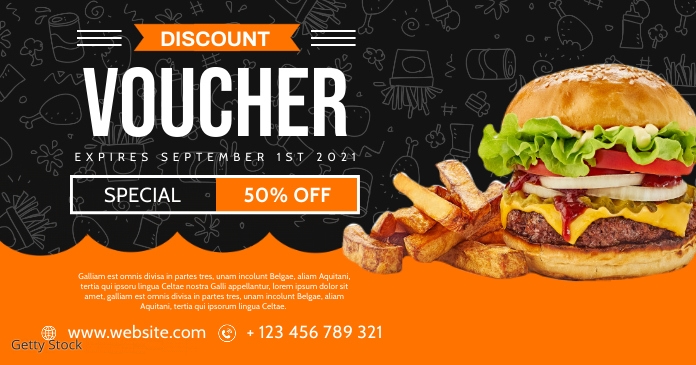 DISCOUNT
VOUCHER
EXPIRES SEPTEMBER 1ST 2021
SPECIAL 50% OFF
Galliam est omnis divisa in partes tres, unam incolunt Belgae, aliam Aquitani,
tertia qui ipsoru lingua Celtae nostra Galli appellantur, lorem ipsum dolor sit
amet, galliam est omnis divisa in partes tres, unam incolunt Belgae, aliam
Aquitani, tertia qui ipsorum lingua Celtae.
www.website.com + 123 456 789 321
Getty Stock